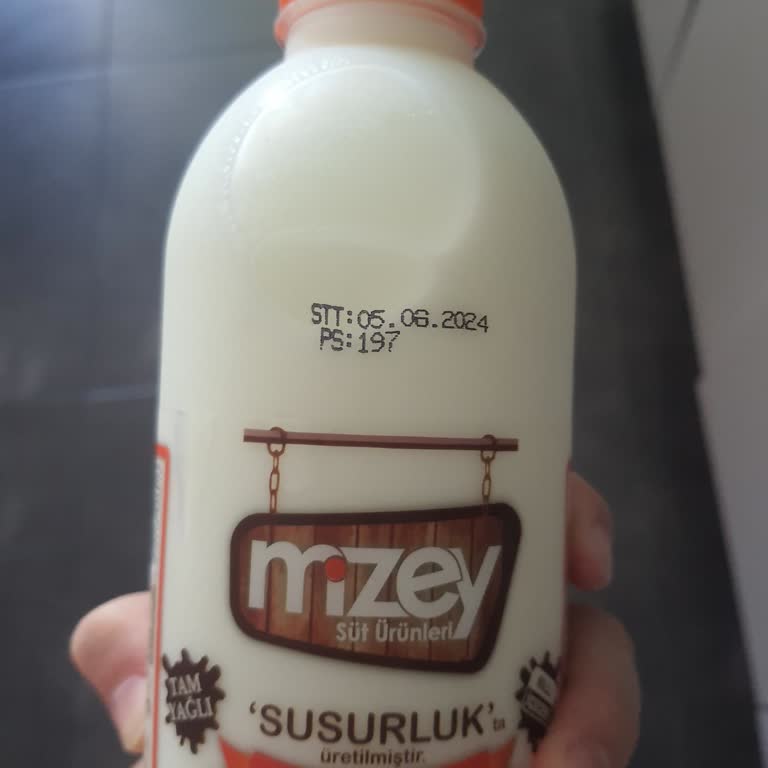 STT:05.06.2024
PS:197
mizey
Süt Ürünleri
TAM
YAĞLI
'SUSURLUK'ta
üretilmiştir.